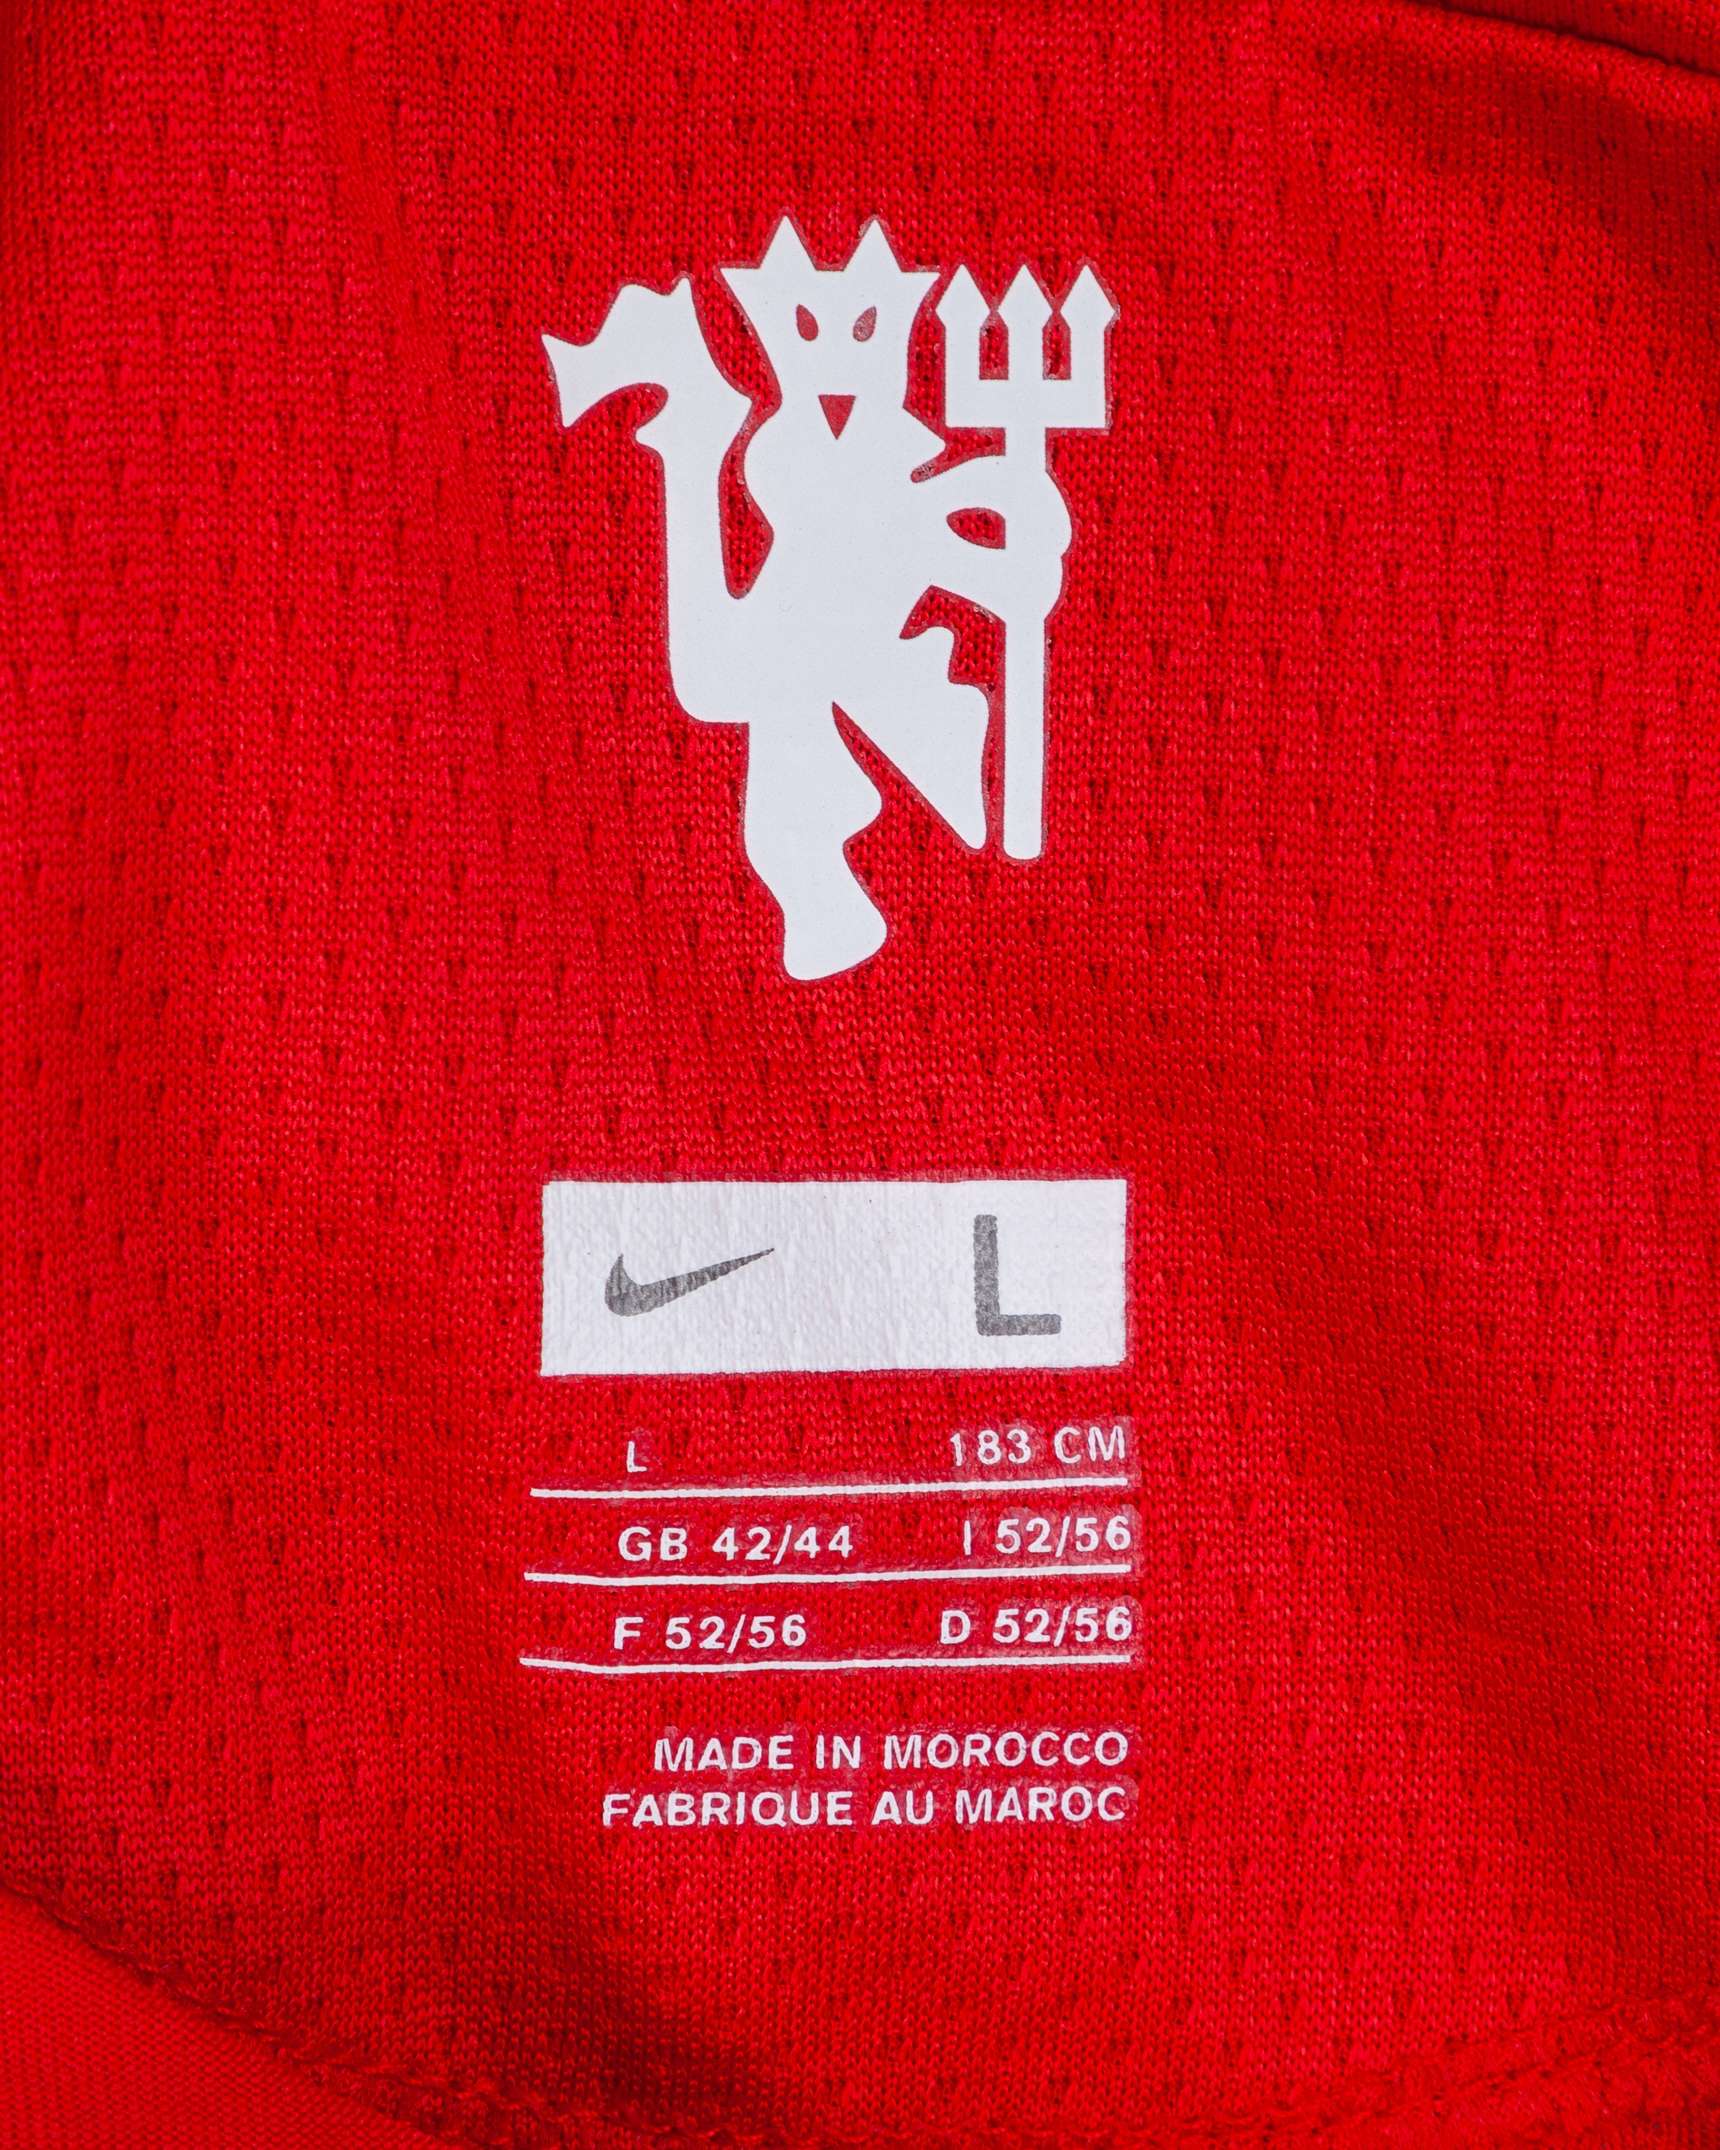 L
L 183 CM
GB 42/44 I 52/56
F 52/56 D 52/56
MADE IN MOROCCO
FABRIQUE AU MAROC